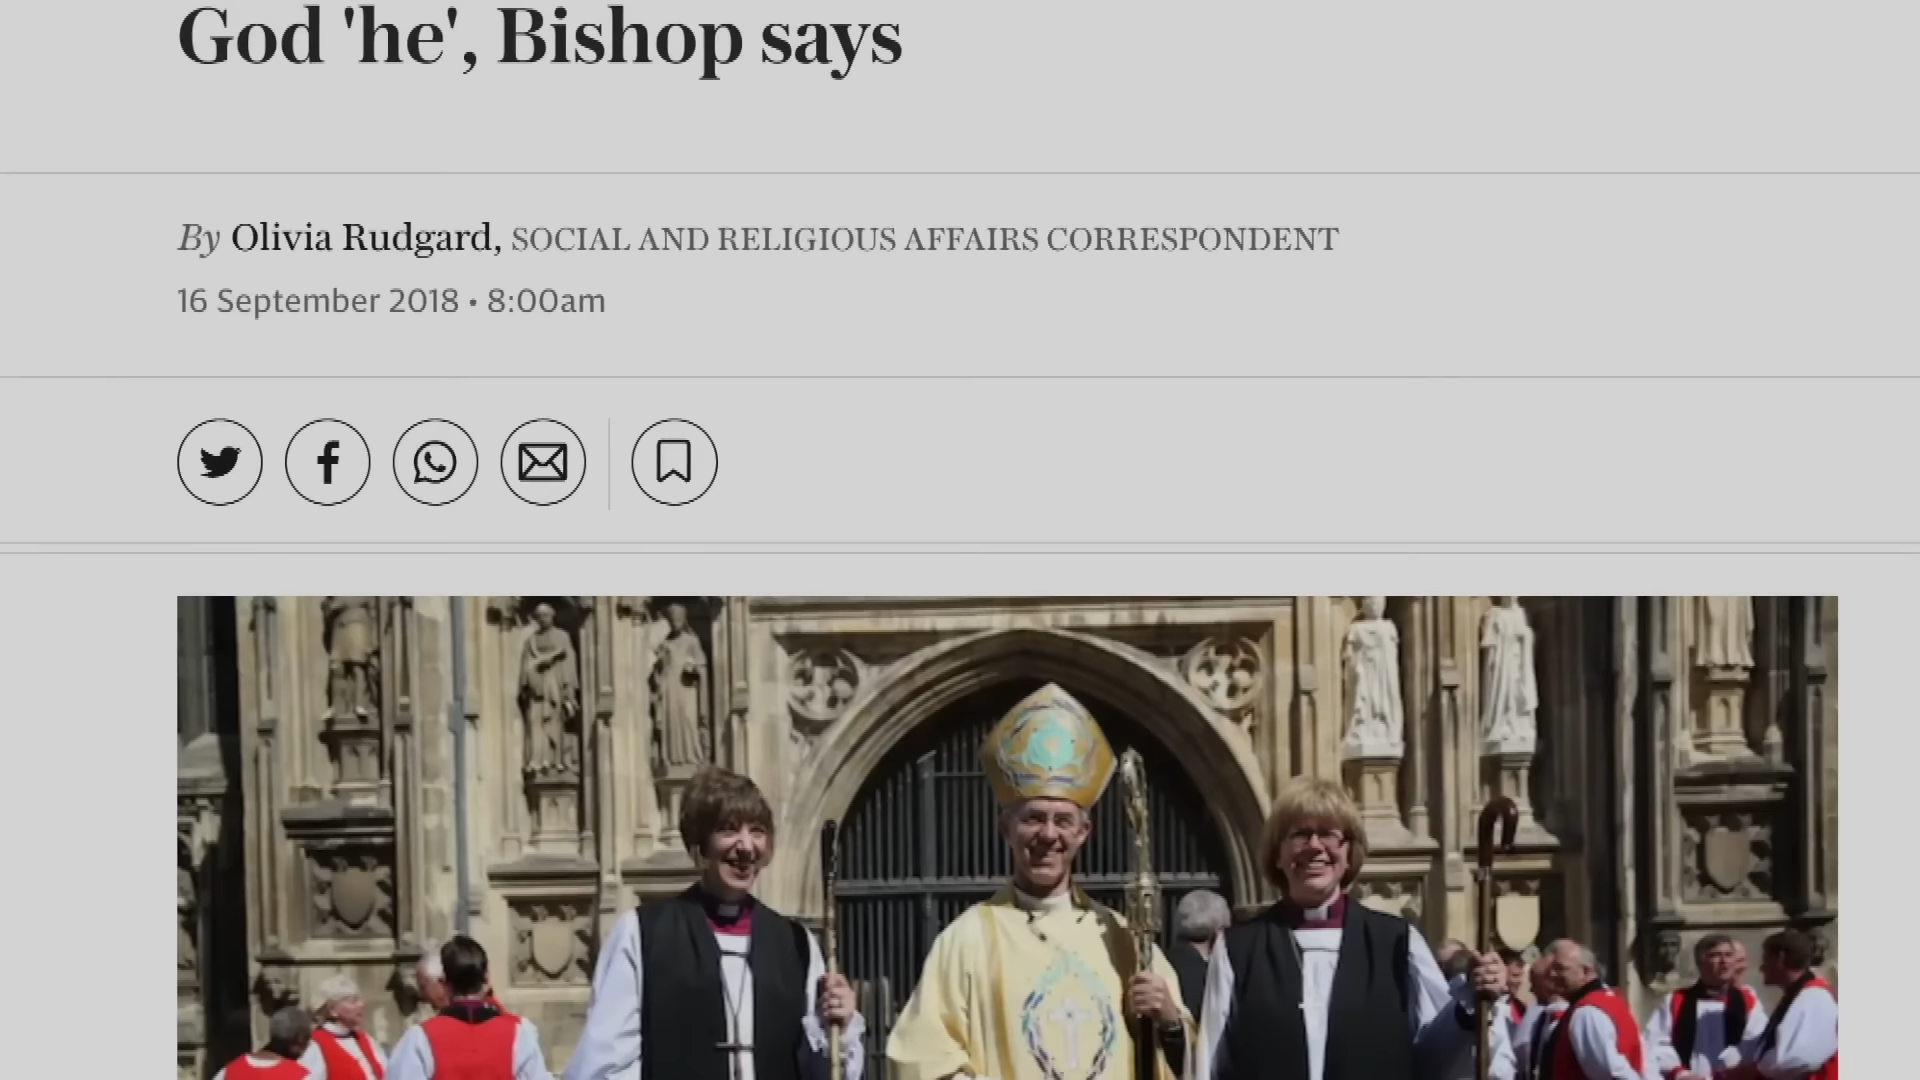 God 'he', Bishop says
By Olivia Rudgard, SOCIAL AND RELIGIOUS AFFAIRS CORRESPONDENT
16 September 2018 • 8:00am